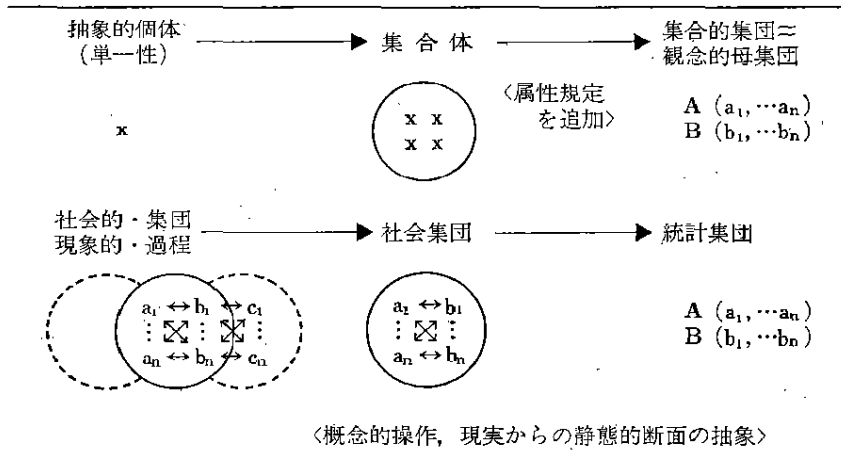 抽象的個体 集合体 集合的集団≒
(単一性) 観念的母集団
〈属性規定
を追加〉
x
x x
x x
A (a₁, …aₙ)
B (b₁, …bₙ)
社会的・集団 社会集団 統計集団
現象的・過程
a₁ ↔ b₁ ↔ c₁
⋮ ⋮ ⋮
aₙ ↔ bₙ ↔ cₙ
a₂ ↔ b₁
⋮ ⋮
aₙ ↔ bₙ
A (a₁, …aₙ)
B (b₁, …bₙ)
〈概念的操作, 現実からの静態的断面の抽象〉